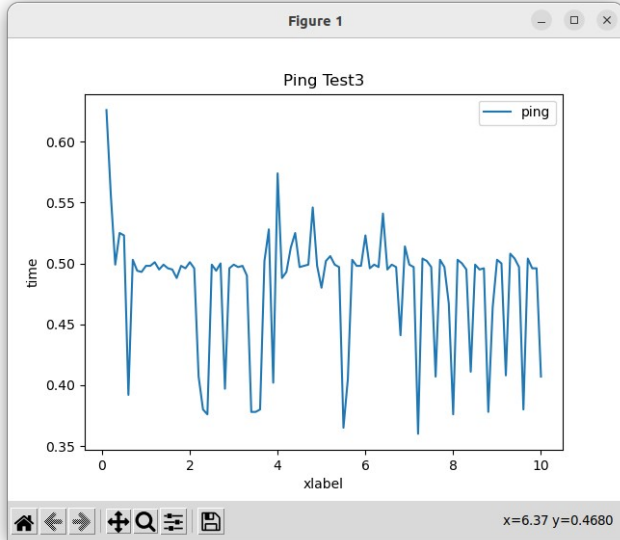 Figure 1
Ping Test3
ping
0.60
0.55
0.50
0.45
0.40
0.35
time
0 2 4 6 8 10
xlabel
x=6.37 y=0.4680